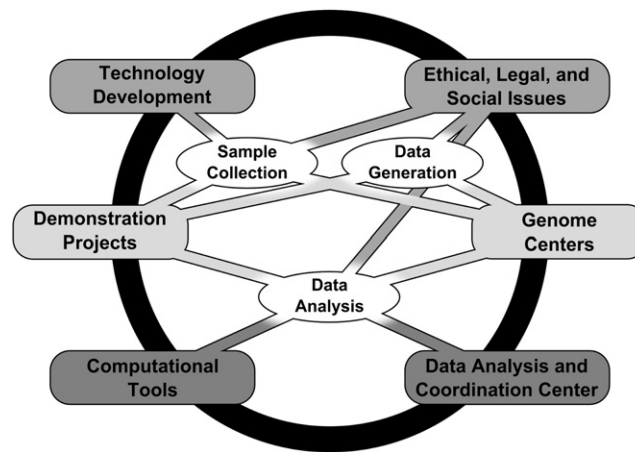 Technology
Development
Ethical, Legal, and
Social Issues
Sample
Collection
Data
Generation
Demonstration
Projects
Genome
Centers
Data
Analysis
Computational
Tools
Data Analysis and
Coordination Center